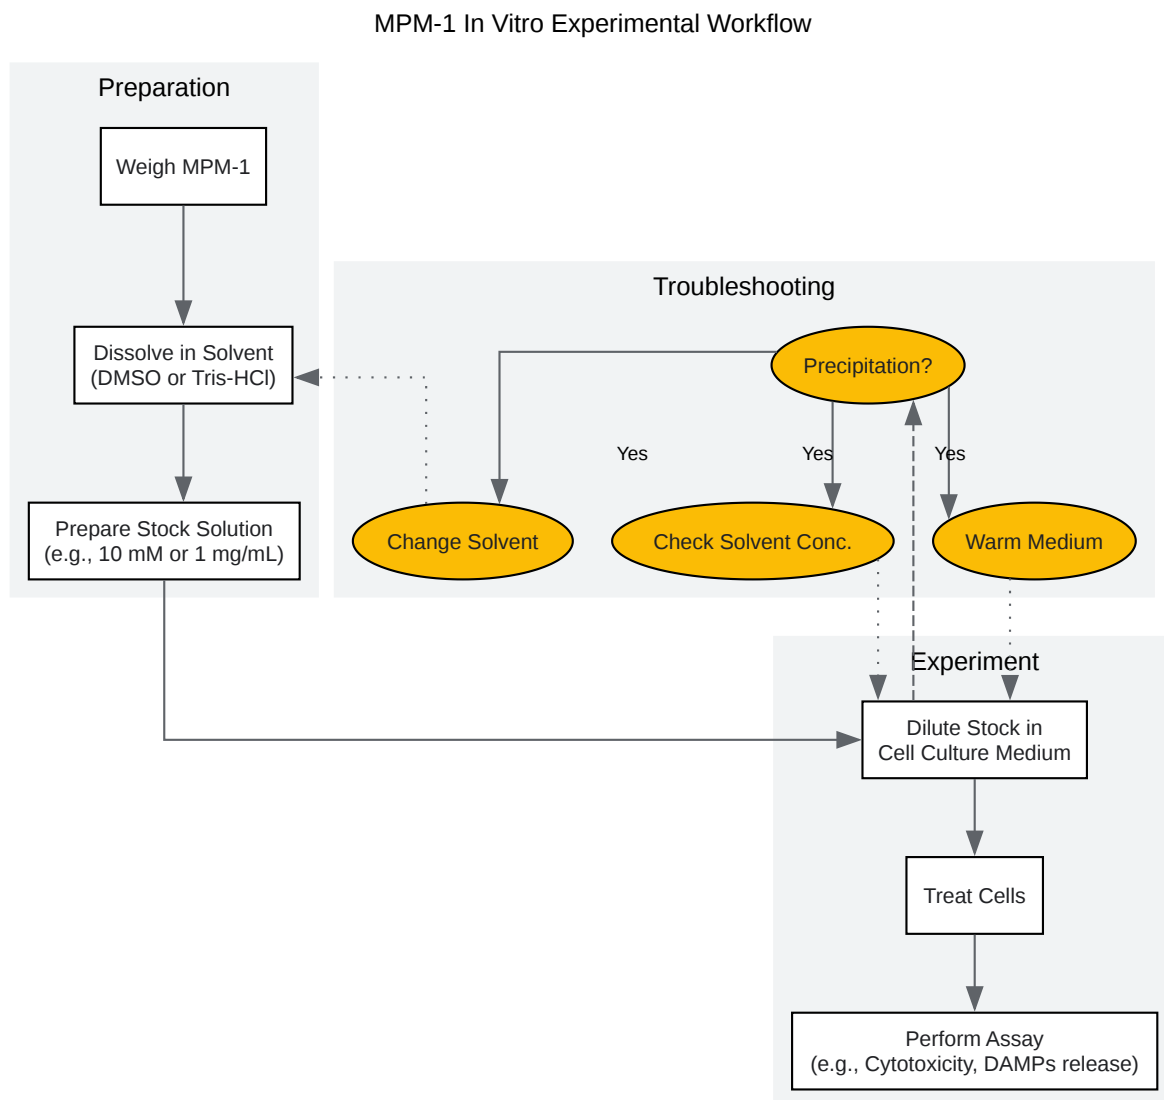 MPM-1 In Vitro Experimental Workflow
Preparation
Weigh MPM-1
Dissolve in Solvent
(DMSO or Tris-HCl)
Prepare Stock Solution
(e.g., 10 mM or 1 mg/mL)
Troubleshooting
Precipitation?
Yes
Yes
Yes
Change Solvent
Check Solvent Conc.
Warm Medium
Experiment
Dilute Stock in
Cell Culture Medium
Treat Cells
Perform Assay
(e.g., Cytotoxicity, DAMPs release)